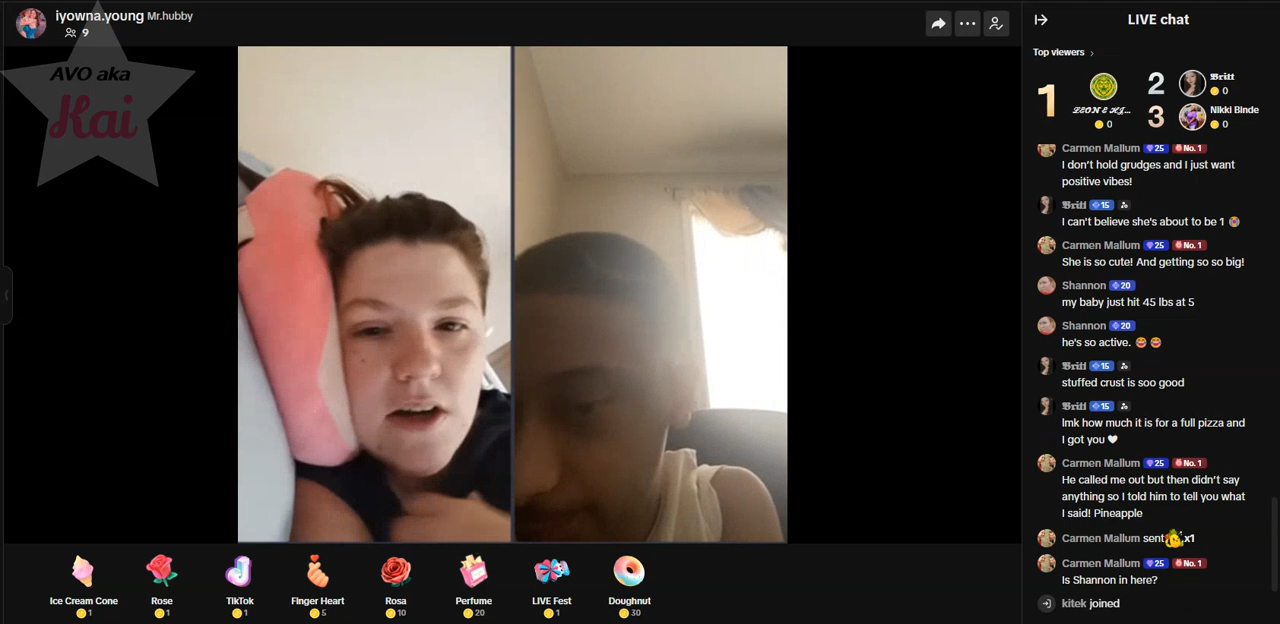 iyowna.young Mr.hubby
9
AVO aka
Kai
LIVE chat
Top viewers >
1
0
2
Britt
0
3
Nikki Binde
0
Carmen Mallum 25 No. 1
I don't hold grudges and I just want
positive vibes!
Britt 15
I can't believe she's about to be 1
Carmen Mallum 25 No. 1
She is so cute! And getting so so big!
Shannon 20
my baby just hit 45 lbs at 5
Shannon 20
he's so active.
Britt 15
stuffed crust is soo good
Britt 15
lmk how much it is for a full pizza and
I got you
Carmen Mallum 25 No. 1
He called me out but then didn't say
anything so I told him to tell you what
I said! Pineapple
Carmen Mallum sent x1
Carmen Mallum 25 No. 1
Is Shannon in here?
kitek joined
Ice Cream Cone
1
Rose
1
TikTok
1
Finger Heart
5
Rosa
10
Perfume
20
LIVE Fest
1
Doughnut
30